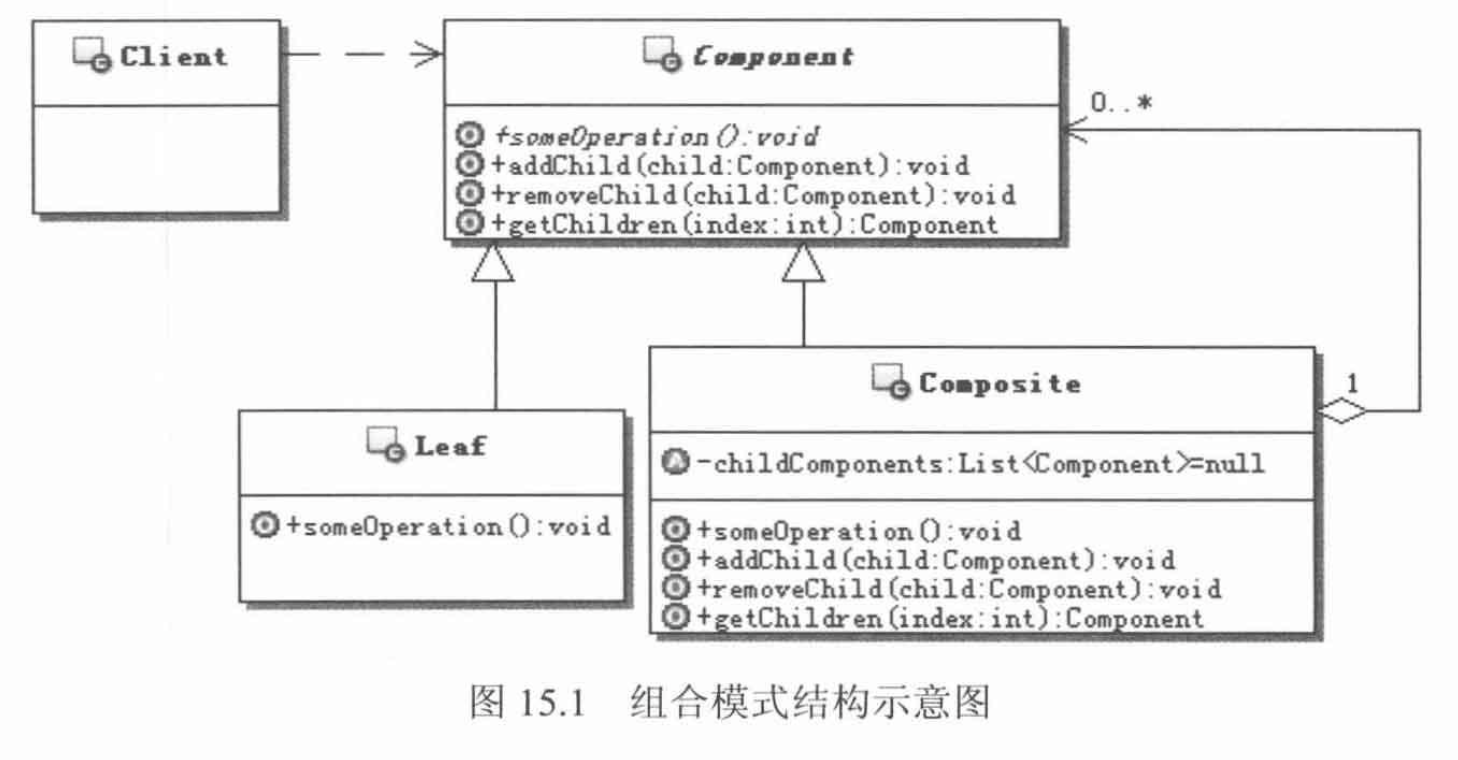 Client
Component
+someOperation():void
+addChild(child:Component):void
+removeChild(child:Component):void
+getChildren(index:int):Component
0..*
Composite
1
-childComponents:List<Component>=null
+someOperation():void
+addChild(child:Component):void
+removeChild(child:Component):void
+getChildren(index:int):Component
Leaf
+someOperation():void
图 15.1 组合模式结构示意图